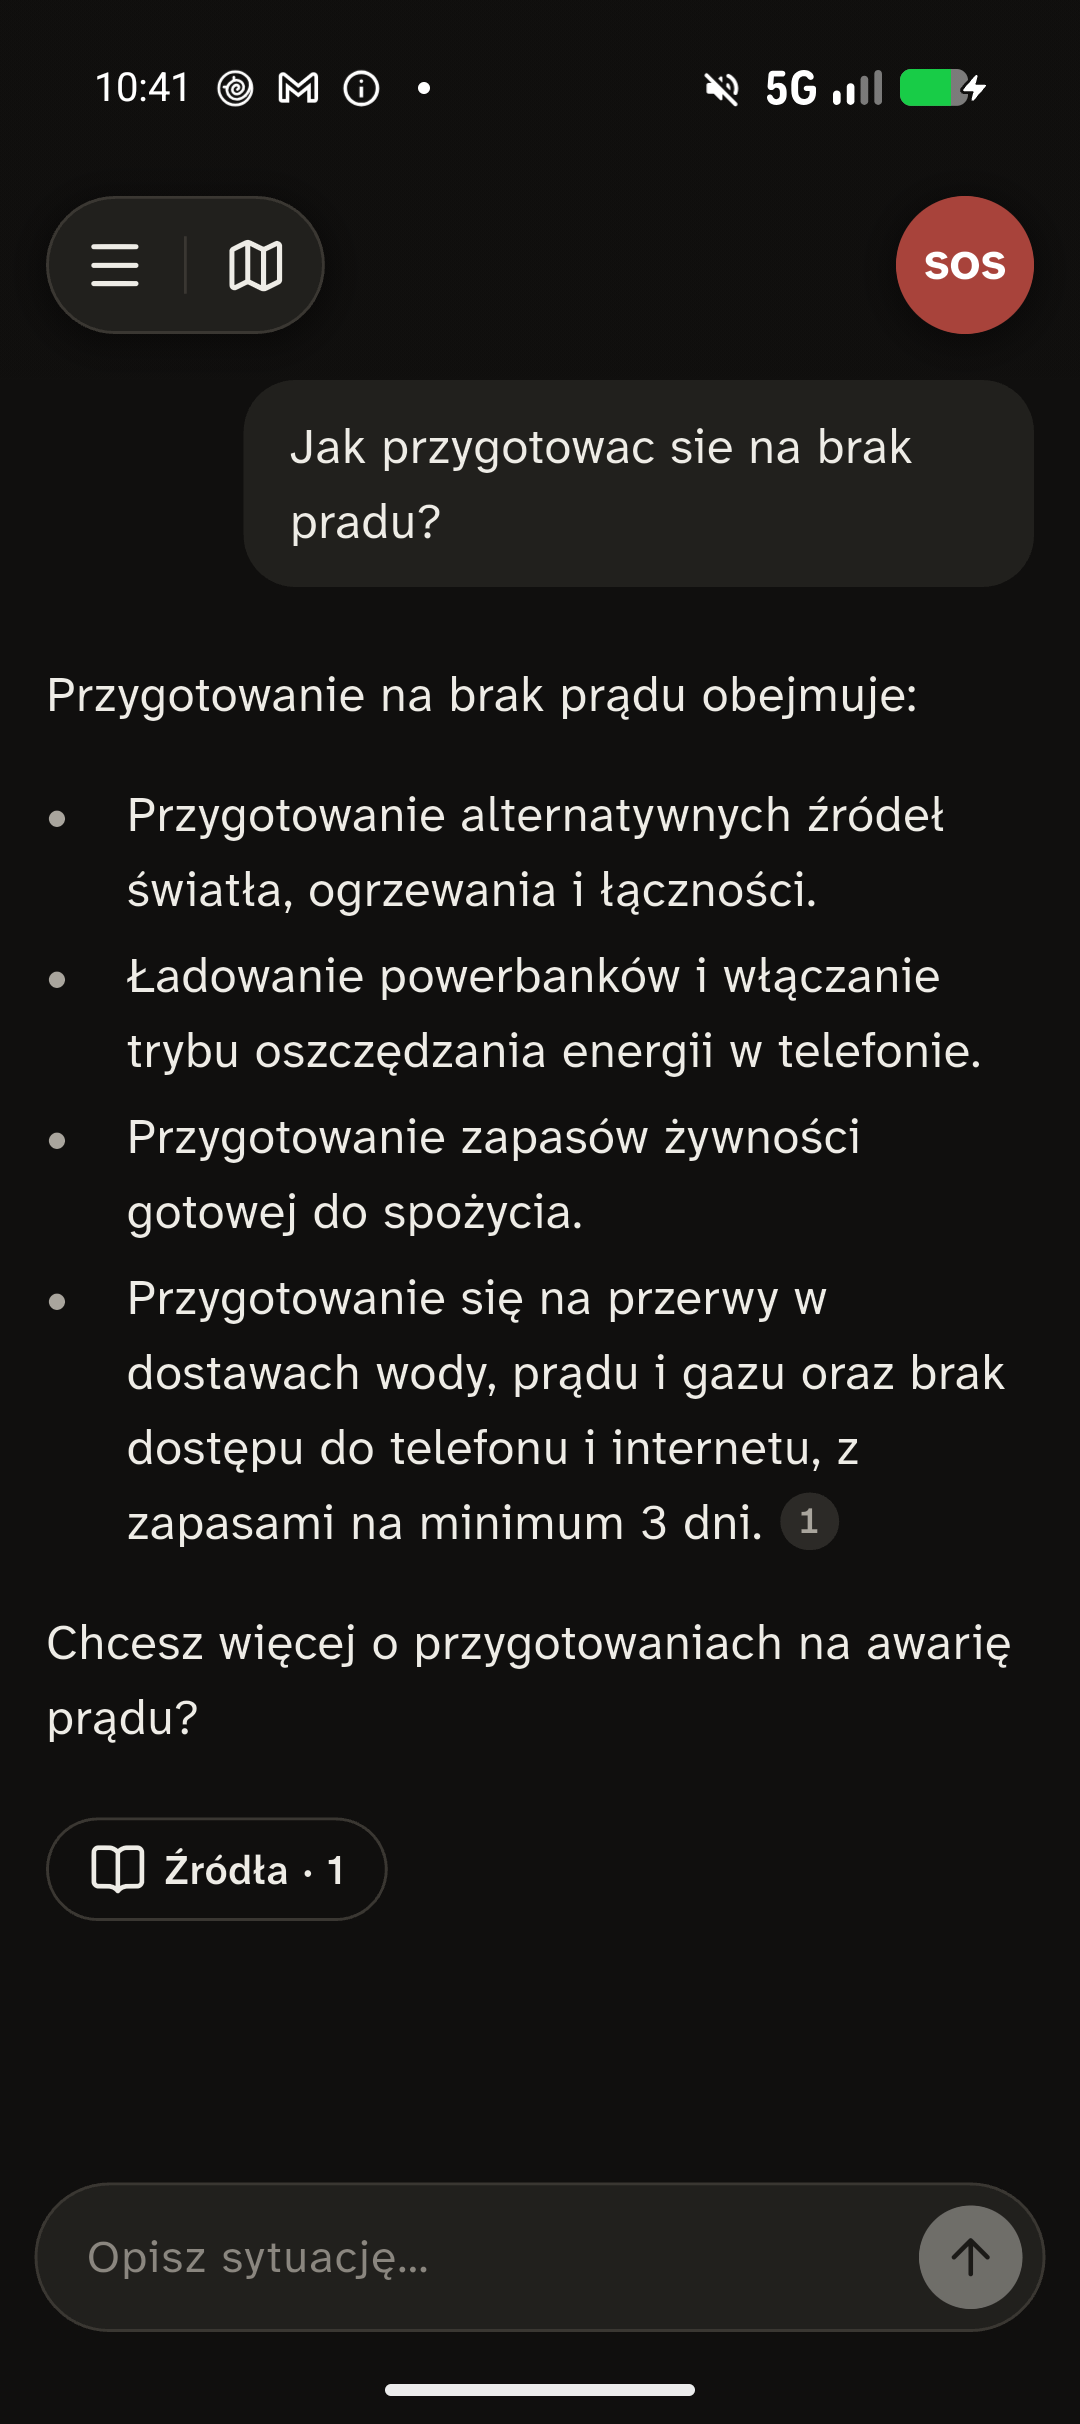 10:41
5G
SOS
Jak przygotowac sie na brak
pradu?
Przygotowanie na brak prądu obejmuje:
• Przygotowanie alternatywnych źródeł
światła, ogrzewania i łączności.
• Ładowanie powerbanków i włączanie
trybu oszczędzania energii w telefonie.
• Przygotowanie zapasów żywności
gotowej do spożycia.
• Przygotowanie się na przerwy w
dostawach wody, prądu i gazu oraz brak
dostępu do telefonu i internetu, z
zapasami na minimum 3 dni. 1
Chcesz więcej o przygotowaniach na awarię
prądu?
Źródła · 1
Opisz sytuację...